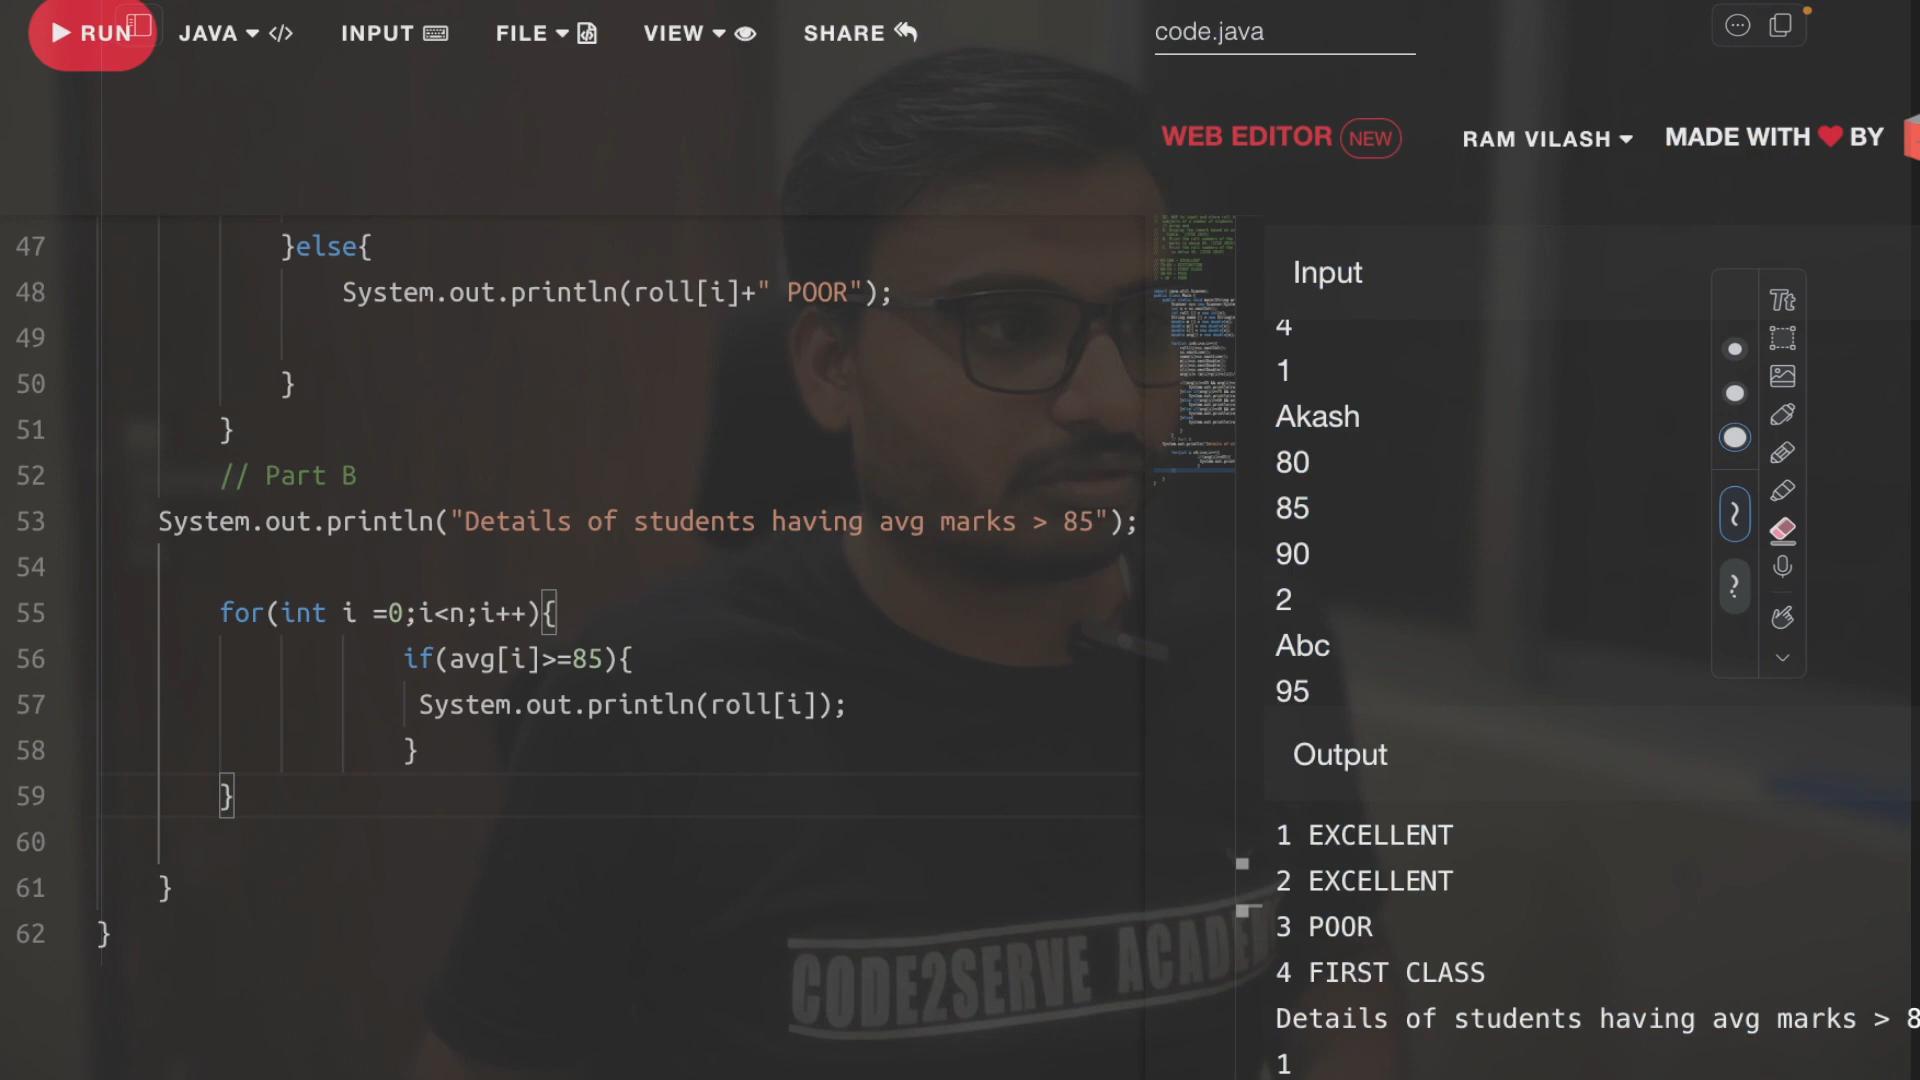 RUN JAVA </> INPUT FILE VIEW SHARE code.java
WEB EDITOR NEW RAM VILASH MADE WITH BY
47 }else{
48 System.out.println(roll[i]+" POOR");
49
50 }
51 }
52 // Part B
53 System.out.println("Details of students having avg marks > 85");
54
55 for(int i =0;i<n;i++){
56 if(avg[i]>=85){
57 System.out.println(roll[i]);
58 }
59 }
60
61 }
62 }
Input
4
1
Akash
80
85
90
2
Abc
95
Output
1 EXCELLENT
2 EXCELLENT
3 POOR
4 FIRST CLASS
Details of students having avg marks > 8
1
Tt
CODE2SERVE ACADE